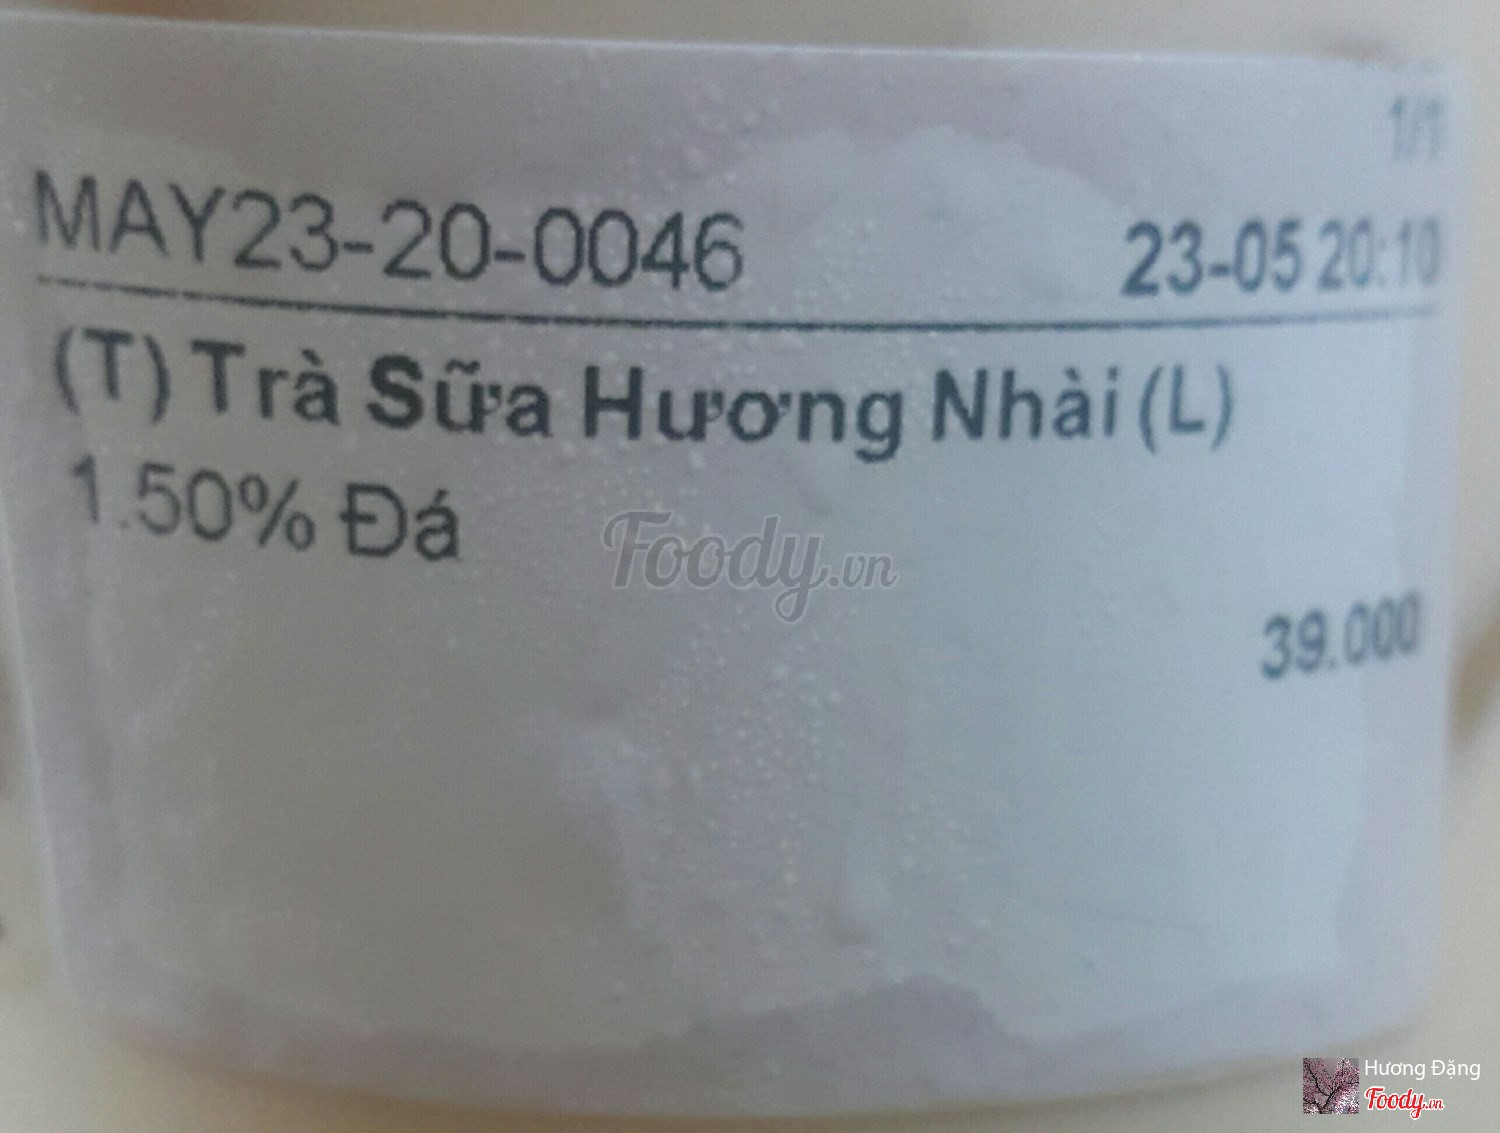 1/1
MAY23-20-0046 23-05 20:10
(T) Trà Sữa Hương Nhài (L)
1.50% Đá
Foody.vn
39.000
Hương Đặng
Foody.vn